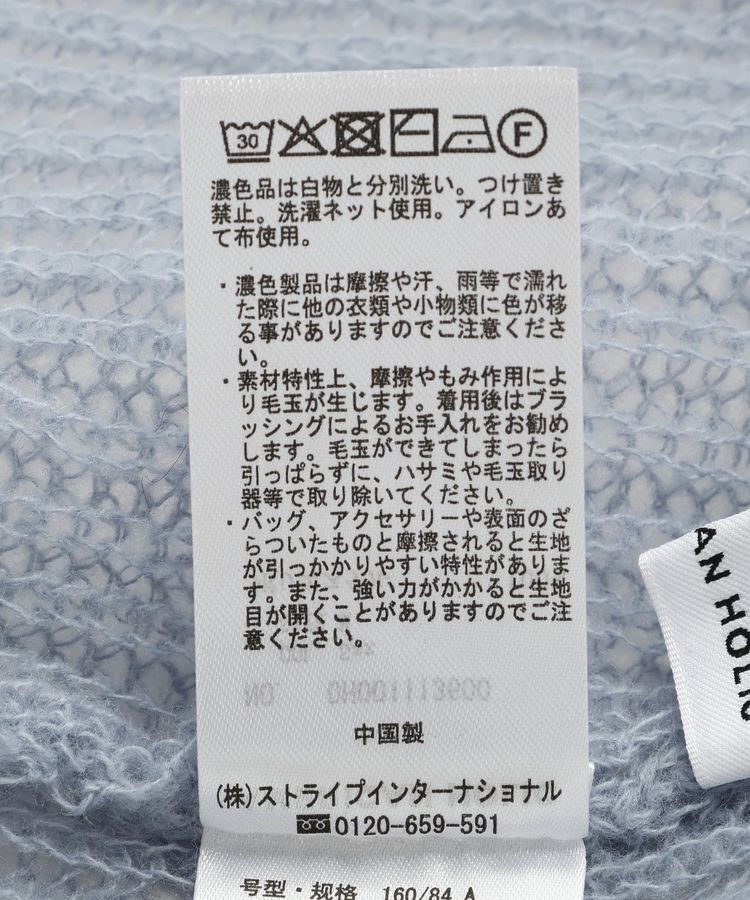 30 F
濃色品は白物と分別洗い。つけ置き
禁止。洗濯ネット使用。アイロンあ
て布使用。
・濃色製品は摩擦や汗、雨等で濡れ
た際に他の衣類や小物類に色が移
る事がありますのでご注意くださ
い。
・素材特性上、摩擦やもみ作用によ
り毛玉が生じます。着用後はブラ
ッシングによるお手入れをお勧め
します。毛玉ができてしまったら
引っぱらずに、ハサミや毛玉取り
器等で取り除いてください。
・バッグ、アクセサリーや表面のざ
らついたものと摩擦されると生地
が引っかかりやすい特性がありま
す。また、強い力がかかると生地
目が開くことがありますのでご注
意ください。
中国製
(株)ストライプインターナショナル
0120-659-591
号型・规格 160/84 A
AN HOLIC